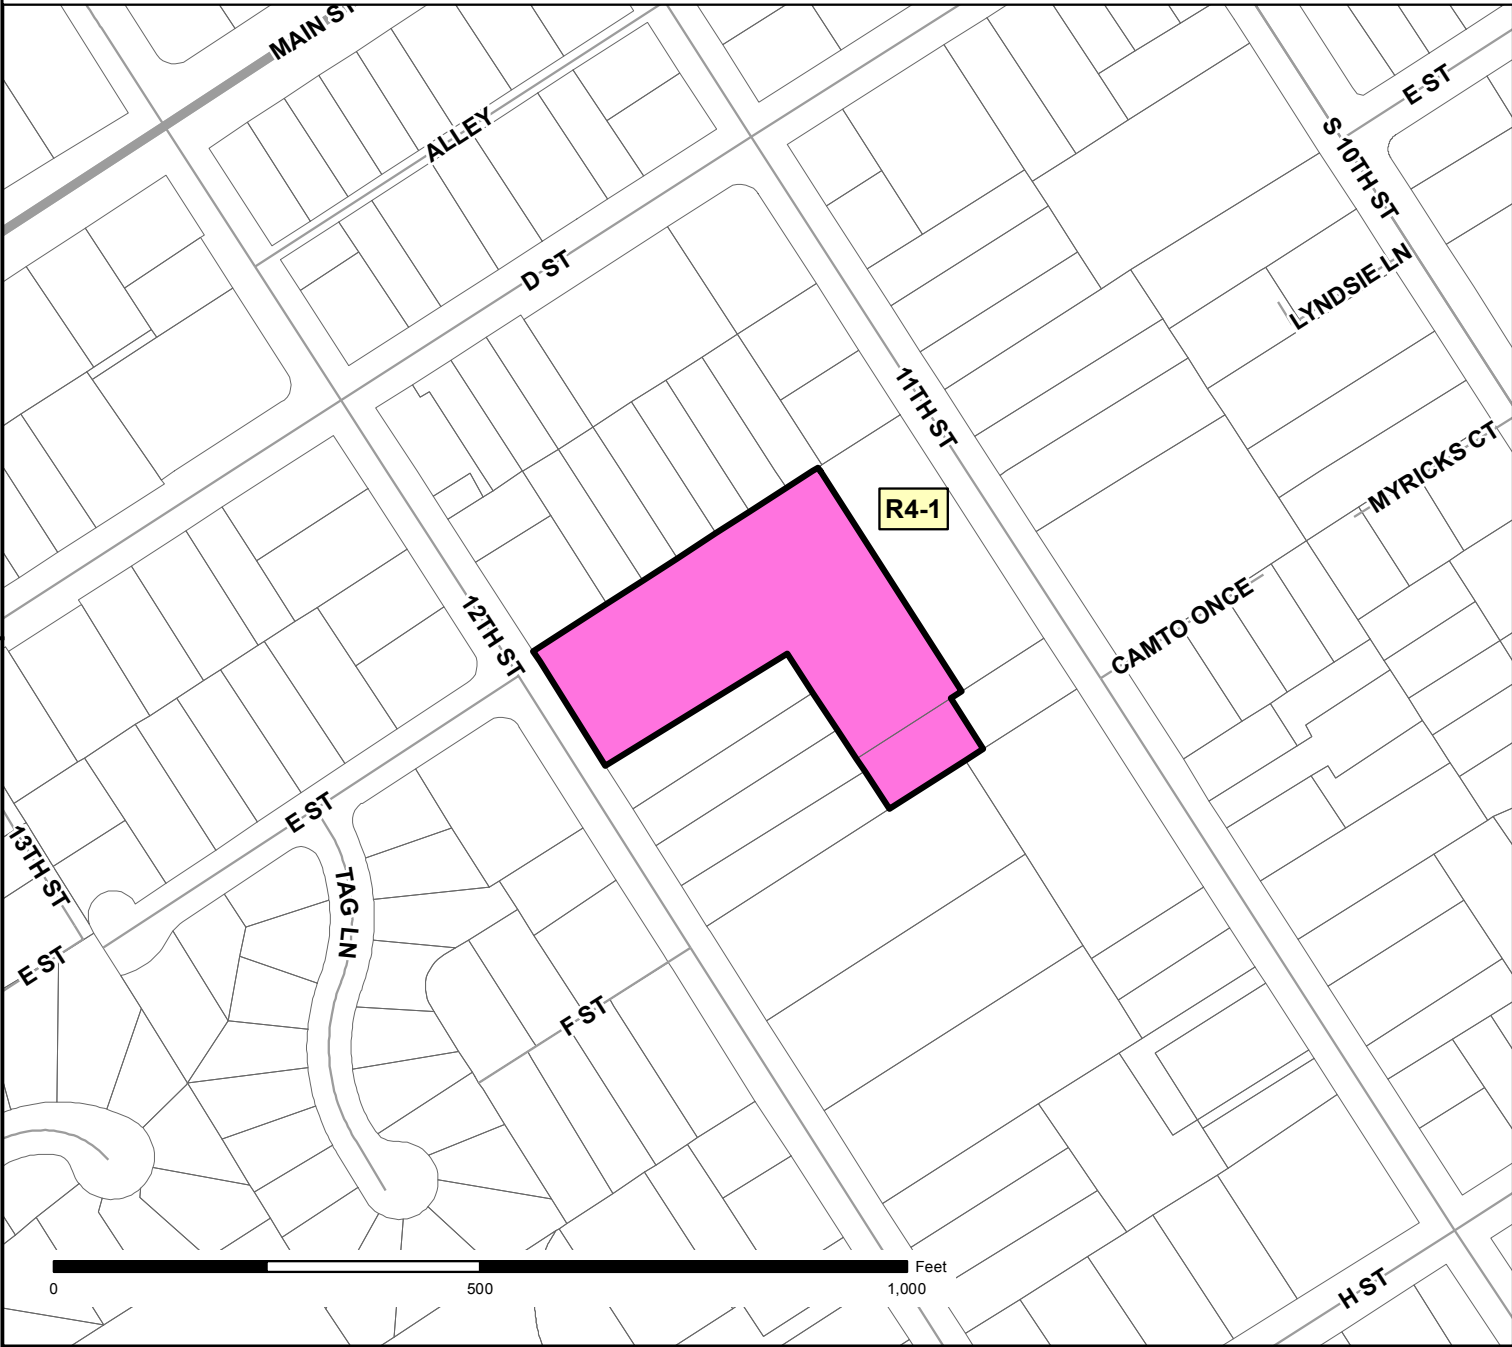 MAIN ST
E ST
ALLEY
S 10TH ST
D ST
LYNDSIE LN
11TH ST
MYRICKS CT
R4-1
12TH ST
CAMTO ONCE
E ST
13TH ST
TAG LN
E ST
F ST
Feet
0 500 1,000
H ST